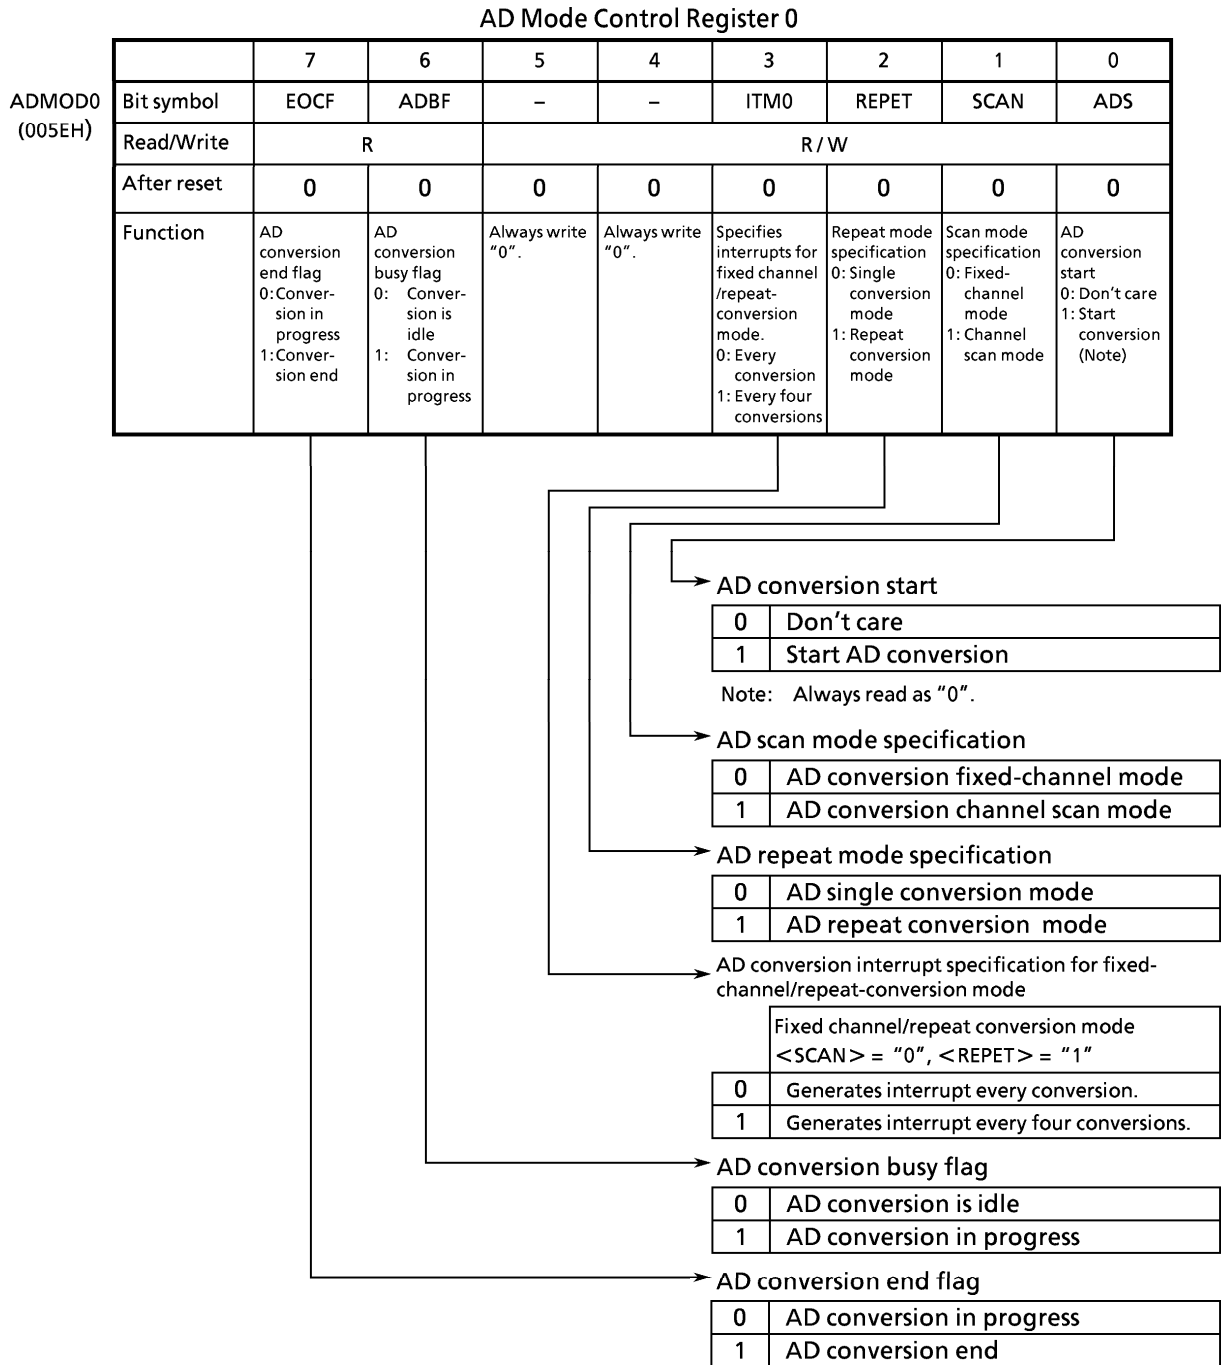 AD Mode Control Register 0
7 6 5 4 3 2 1 0
ADMOD0
(005EH)
Bit symbol EOCF ADBF – – ITM0 REPET SCAN ADS
Read/Write R R / W
After reset 0 0 0 0 0 0 0 0
Function
AD
conversion
end flag
0:Conver-
sion in
progress
1:Conver-
sion end
AD
conversion
busy flag
0: Conver-
sion is
idle
1: Conver-
sion in
progress
Always write
“0”.
Always write
“0”.
Specifies
interrupts for
fixed channel
/repeat-
conversion
mode.
0: Every
conversion
1: Every four
conversions
Repeat mode
specification
0: Single
conversion
mode
1: Repeat
conversion
mode
Scan mode
specification
0: Fixed-
channel
mode
1: Channel
scan mode
AD
conversion
start
0: Don’t care
1: Start
conversion
(Note)
AD conversion start
0 Don’t care
1 Start AD conversion
Note: Always read as “0”.
AD scan mode specification
0 AD conversion fixed-channel mode
1 AD conversion channel scan mode
AD repeat mode specification
0 AD single conversion mode
1 AD repeat conversion mode
AD conversion interrupt specification for fixed-
channel/repeat-conversion mode
Fixed channel/repeat conversion mode
<SCAN> = “0”, <REPET> = “1”
0 Generates interrupt every conversion.
1 Generates interrupt every four conversions.
AD conversion busy flag
0 AD conversion is idle
1 AD conversion in progress
AD conversion end flag
0 AD conversion in progress
1 AD conversion end